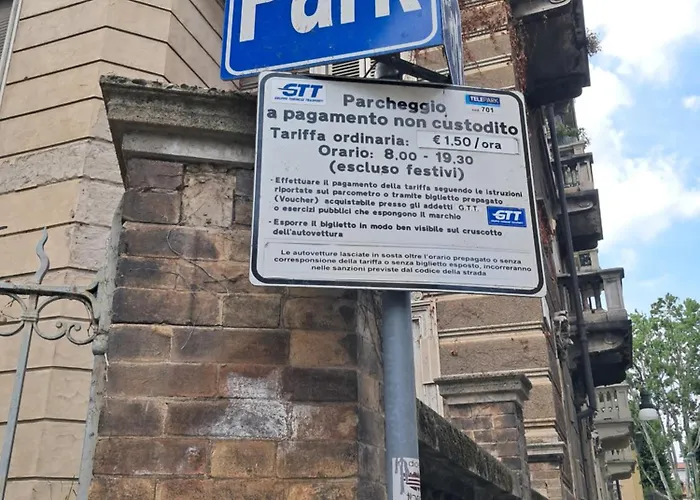 Park
GTT
Parcheggio
TELEPARK
701
a pagamento non custodito
Tariffa ordinaria: € 1,50 / ora
Orario: 8.00 - 19.30
(escluso festivi)
- Effettuare il pagamento della tariffa seguendo le istruzioni
riportate sul parcometro o tramite biglietto prepagato
(Voucher) acquistabile presso gli addetti G.T.T.
o esercizi pubblici che espongono il marchio
GTT
- Esporre il biglietto in modo ben visibile sul cruscotto
dell'autovettura
Le autovetture lasciate in sosta oltre l'orario prepagato o senza
corresponsione della tariffa o senza biglietto esposto, incorreranno
nelle sanzioni previste dal codice della strada